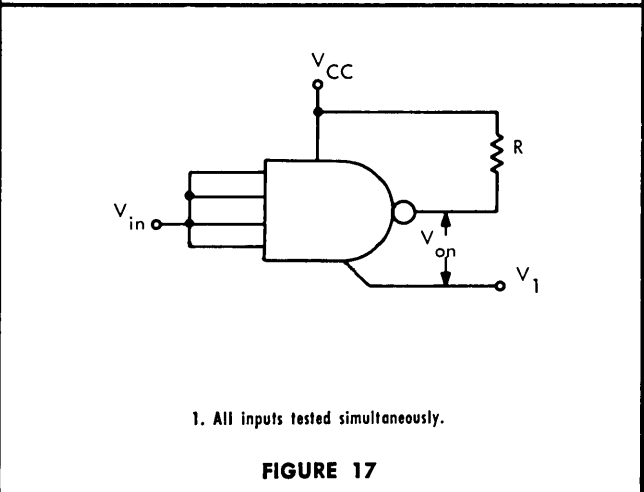 VCC
R
Vin
Von
V1
1. All inputs tested simultaneously.
FIGURE 17